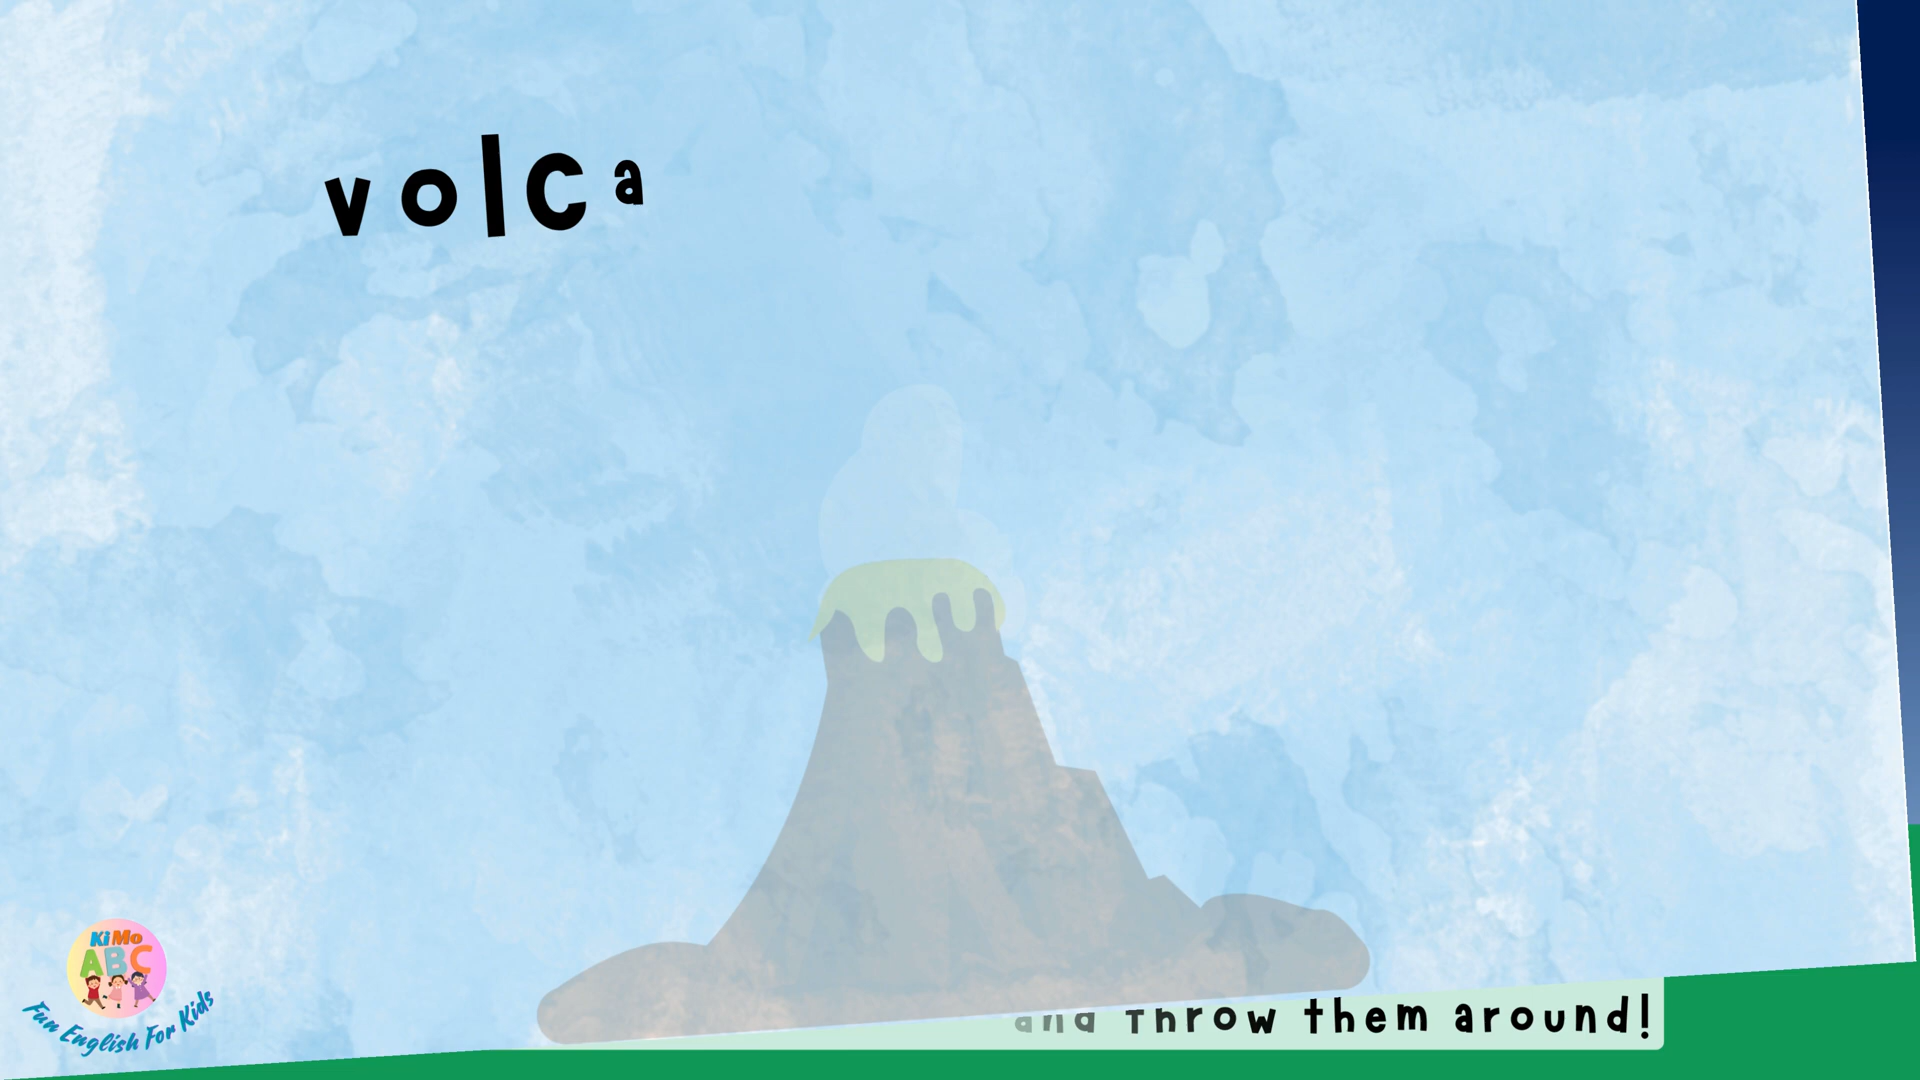 volca
and throw them around!
KiMo
ABC
Fun English For Kids